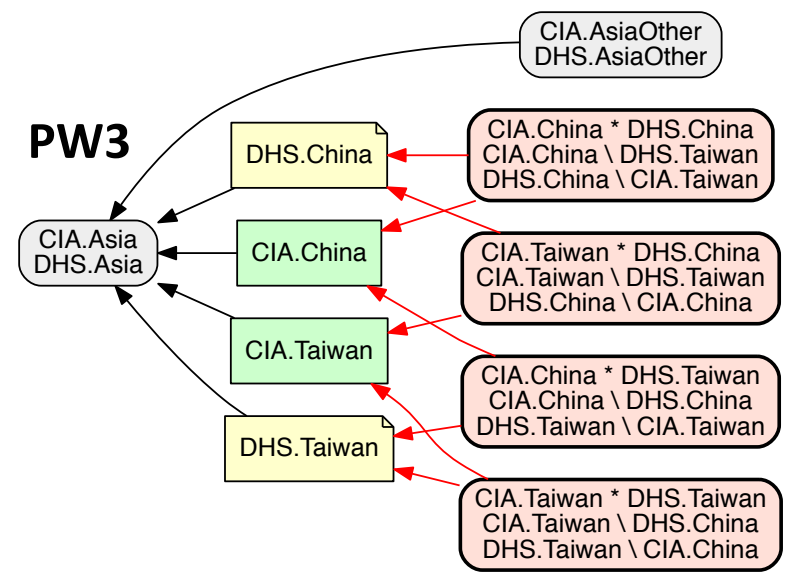 CIA.AsiaOther
DHS.AsiaOther
PW3
DHS.China
CIA.China * DHS.China
CIA.China \ DHS.Taiwan
DHS.China \ CIA.Taiwan
CIA.Asia
DHS.Asia
CIA.China
CIA.Taiwan * DHS.China
CIA.Taiwan \ DHS.Taiwan
DHS.China \ CIA.China
CIA.Taiwan
CIA.China * DHS.Taiwan
CIA.China \ DHS.China
DHS.Taiwan \ CIA.Taiwan
DHS.Taiwan
CIA.Taiwan * DHS.Taiwan
CIA.Taiwan \ DHS.China
DHS.Taiwan \ CIA.China